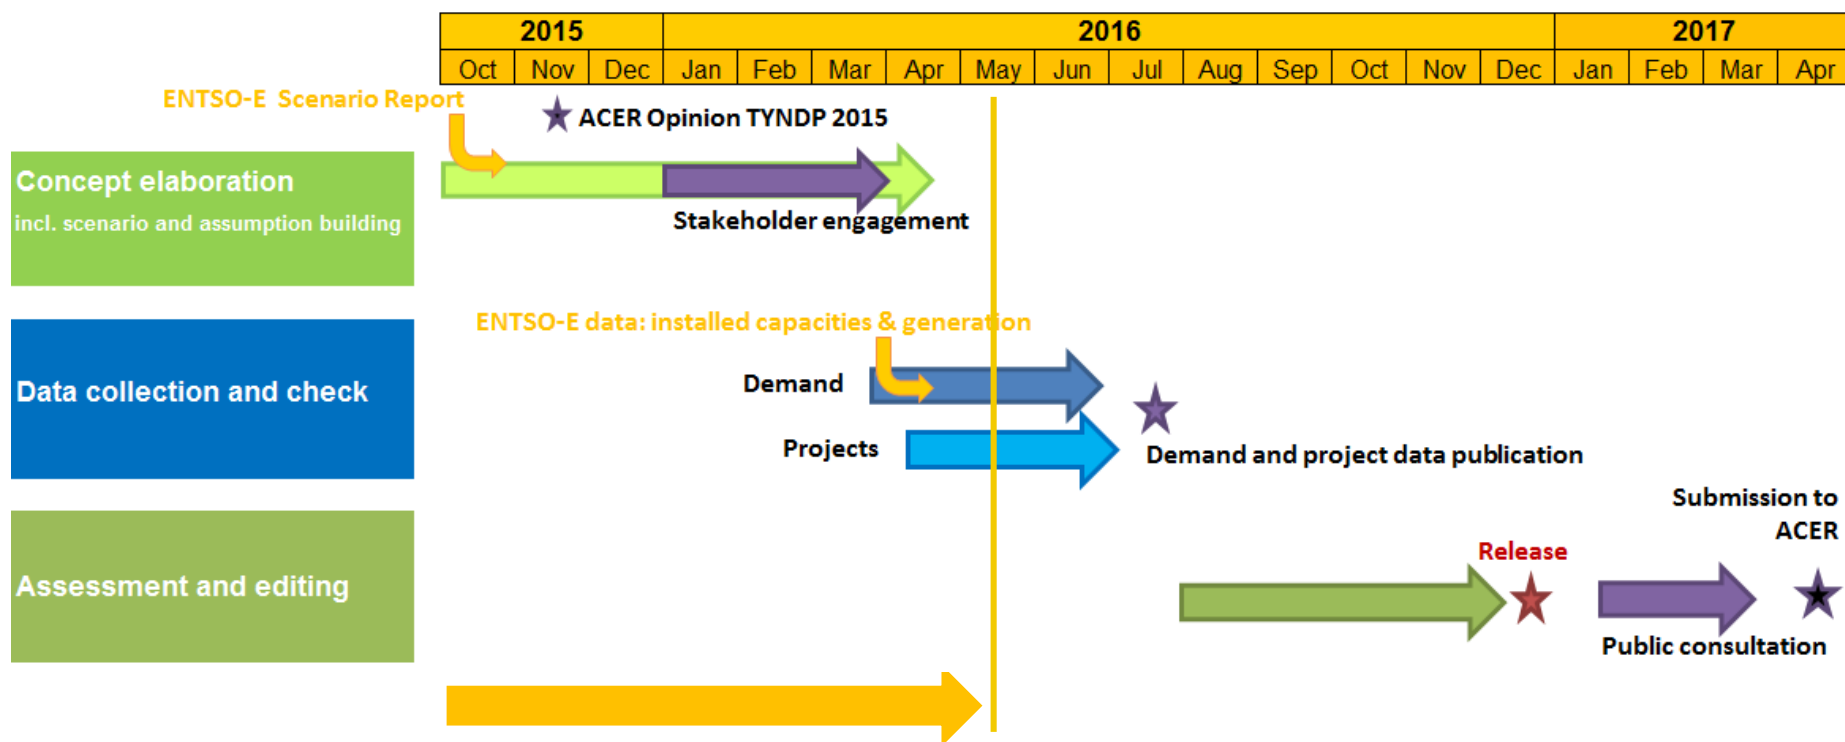 2015 2016 2017
Oct Nov Dec Jan Feb Mar Apr May Jun Jul Aug Sep Oct Nov Dec Jan Feb Mar Apr
ENTSO-E Scenario Report
ACER Opinion TYNDP 2015
Concept elaboration
incl. scenario and assumption building
Stakeholder engagement
ENTSO-E data: installed capacities & generation
Data collection and check
Demand
Projects
Demand and project data publication
Submission to
ACER
Release
Assessment and editing
Public consultation